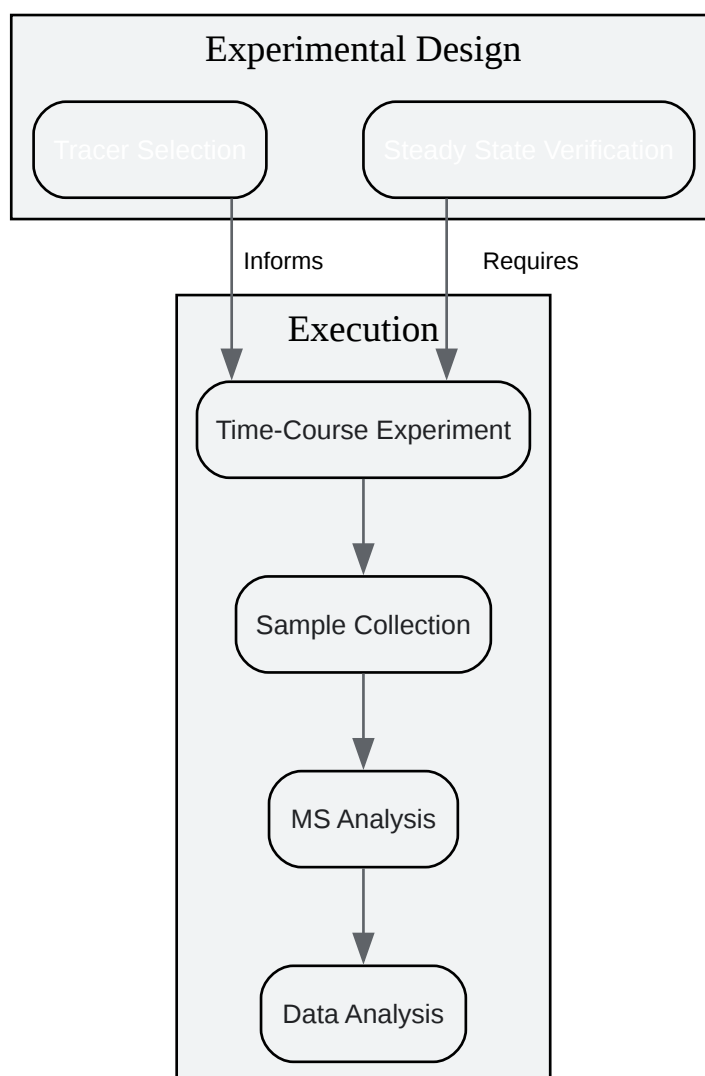 Experimental Design
Tracer Selection
Steady State Verification
Informs
Requires
Execution
Time-Course Experiment
Sample Collection
MS Analysis
Data Analysis